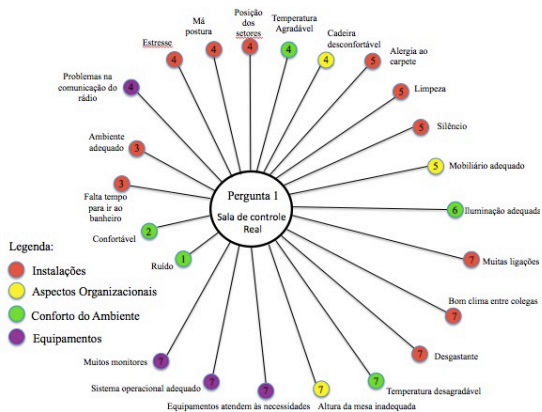 Posição
dos
setores
4
Temperatura
Agradável
4
Cadeira
desconfortável
4
Alergia ao
carpete
5
Limpeza
5
Silêncio
5
Mobiliário adequado
5
Iluminação adequada
6
Muitas ligações
7
Bom clima entre colegas
7
Desgastante
7
Temperatura desagradável
7
Altura da mesa inadequada
7
Equipamentos atendem às necessidades
7
Sistema operacional adequado
7
Muitos monitores
7
Ruído
1
Confortável
2
Falta tempo
para ir ao
banheiro
3
Ambiente
adequado
3
Problemas na
comunicação do
rádio
4
Estresse
4
Má
postura
4
Pergunta 1
Sala de controle
Real
Legenda:
Instalações
Aspectos Organizacionais
Conforto do Ambiente
Equipamentos